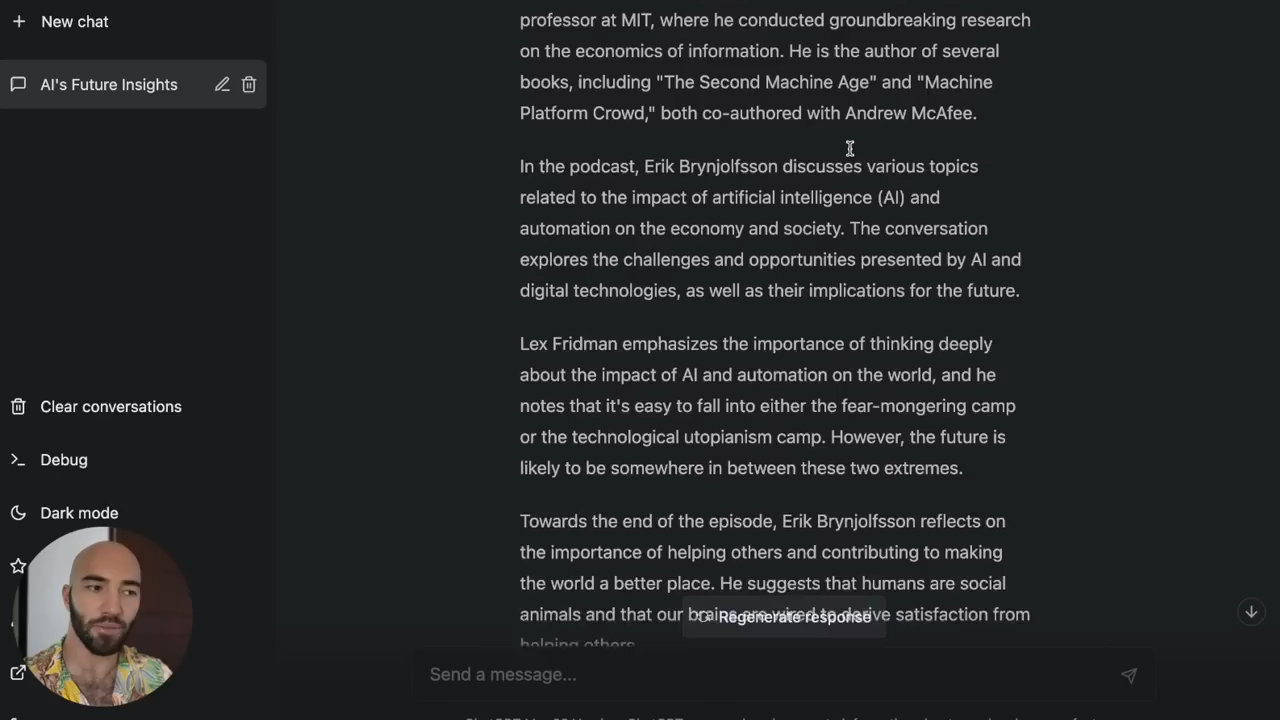 New chat
AI's Future Insights
Clear conversations
Debug
Dark mode
professor at MIT, where he conducted groundbreaking research
on the economics of information. He is the author of several
books, including "The Second Machine Age" and "Machine
Platform Crowd," both co-authored with Andrew McAfee.
In the podcast, Erik Brynjolfsson discusses various topics
related to the impact of artificial intelligence (AI) and
automation on the economy and society. The conversation
explores the challenges and opportunities presented by AI and
digital technologies, as well as their implications for the future.
Lex Fridman emphasizes the importance of thinking deeply
about the impact of AI and automation on the world, and he
notes that it's easy to fall into either the fear-mongering camp
or the technological utopianism camp. However, the future is
likely to be somewhere in between these two extremes.
Towards the end of the episode, Erik Brynjolfsson reflects on
the importance of helping others and contributing to making
the world a better place. He suggests that humans are social
animals and that our brains are wired to derive satisfaction from
helping others.
Regenerate response
Send a message...